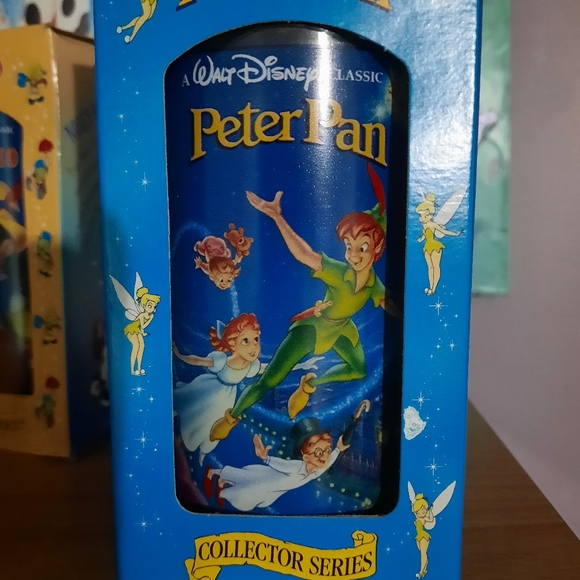 A Walt Disney CLASSIC
Peter Pan
COLLECTOR SERIES